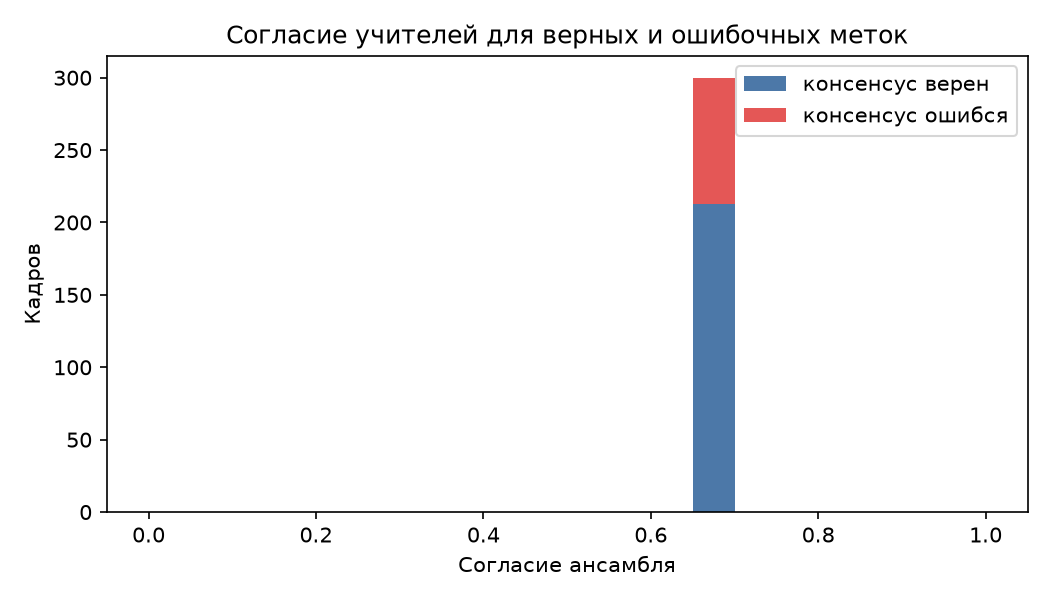 Согласие учителей для верных и ошибочных меток
консенсус верен
консенсус ошибся
Кадров
300
250
200
150
100
50
0
0.0 0.2 0.4 0.6 0.8 1.0
Согласие ансамбля